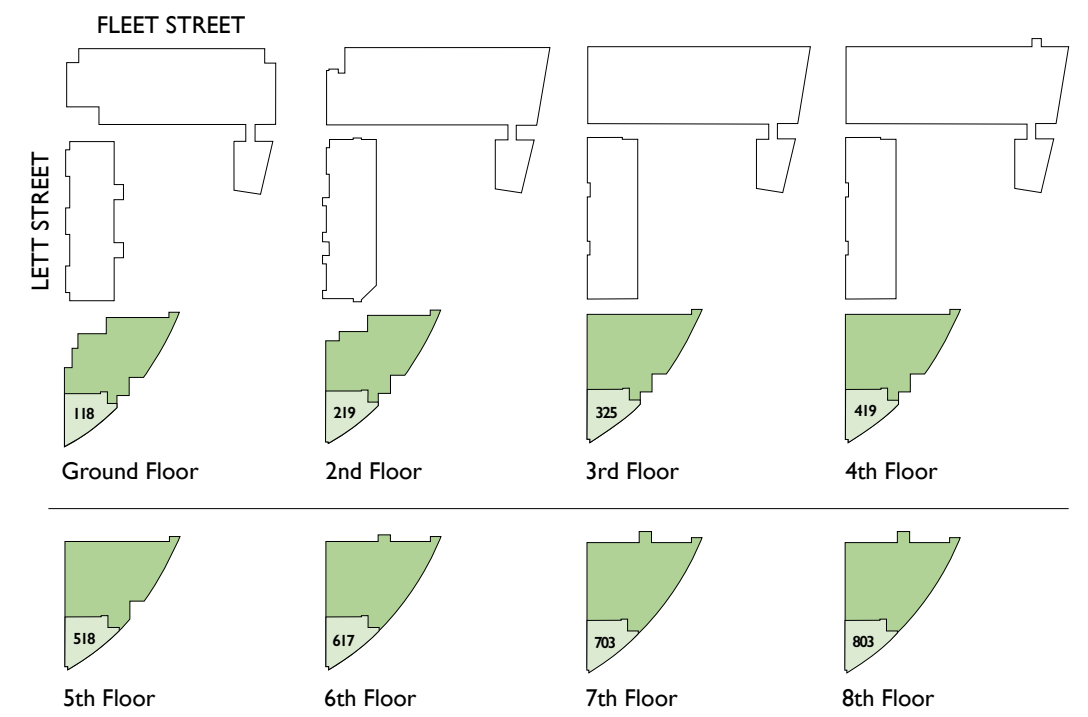 FLEET STREET
LETT STREET
118
219
325
419
Ground Floor
2nd Floor
3rd Floor
4th Floor
518
617
703
803
5th Floor
6th Floor
7th Floor
8th Floor